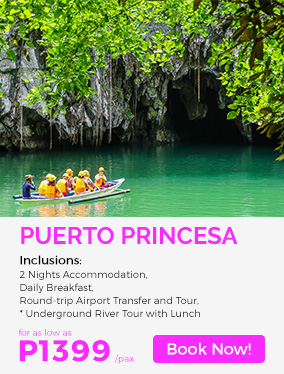 PUERTO PRINCESA
Inclusions:
2 Nights Accommodation,
Daily Breakfast,
Round-trip Airport Transfer and Tour,
* Underground River Tour with Lunch
for as low as
P1399 /pax
Book Now!